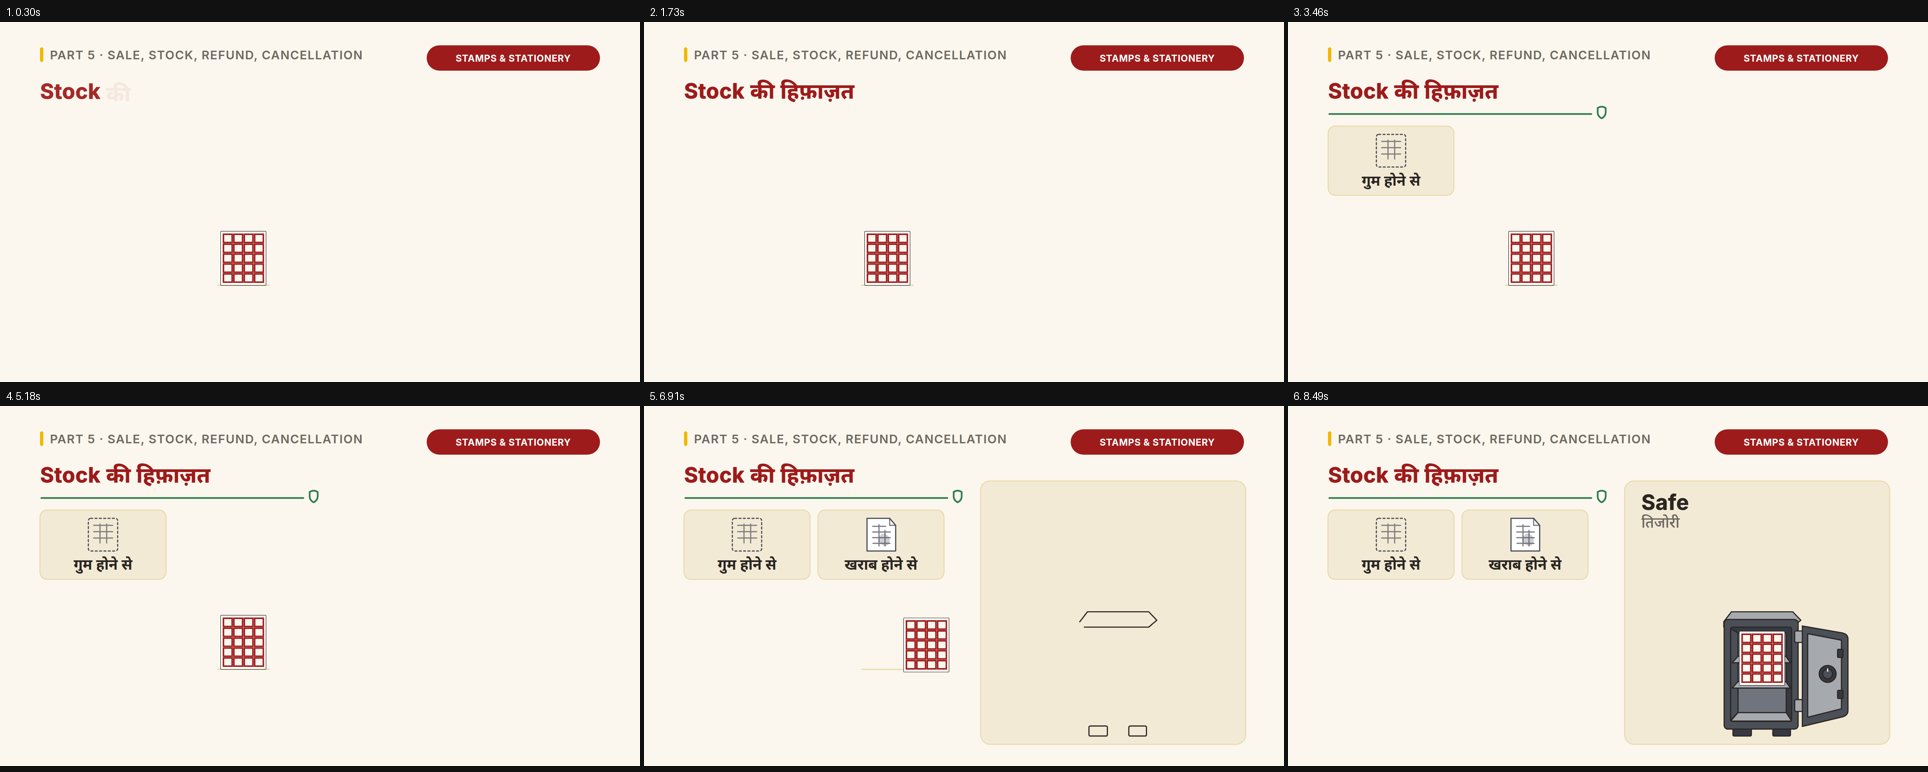 1. 0.30s
PART 5 · SALE, STOCK, REFUND, CANCELLATION
STAMPS & STATIONERY
Stock की
2. 1.73s
PART 5 · SALE, STOCK, REFUND, CANCELLATION
STAMPS & STATIONERY
Stock की हिफ़ाज़त
3. 3.46s
PART 5 · SALE, STOCK, REFUND, CANCELLATION
STAMPS & STATIONERY
Stock की हिफ़ाज़त
गुम होने से
4. 5.18s
PART 5 · SALE, STOCK, REFUND, CANCELLATION
STAMPS & STATIONERY
Stock की हिफ़ाज़त
गुम होने से
5. 6.91s
PART 5 · SALE, STOCK, REFUND, CANCELLATION
STAMPS & STATIONERY
Stock की हिफ़ाज़त
गुम होने से
खराब होने से
6. 8.49s
PART 5 · SALE, STOCK, REFUND, CANCELLATION
STAMPS & STATIONERY
Stock की हिफ़ाज़त
गुम होने से
खराब होने से
Safe
तिजोरी